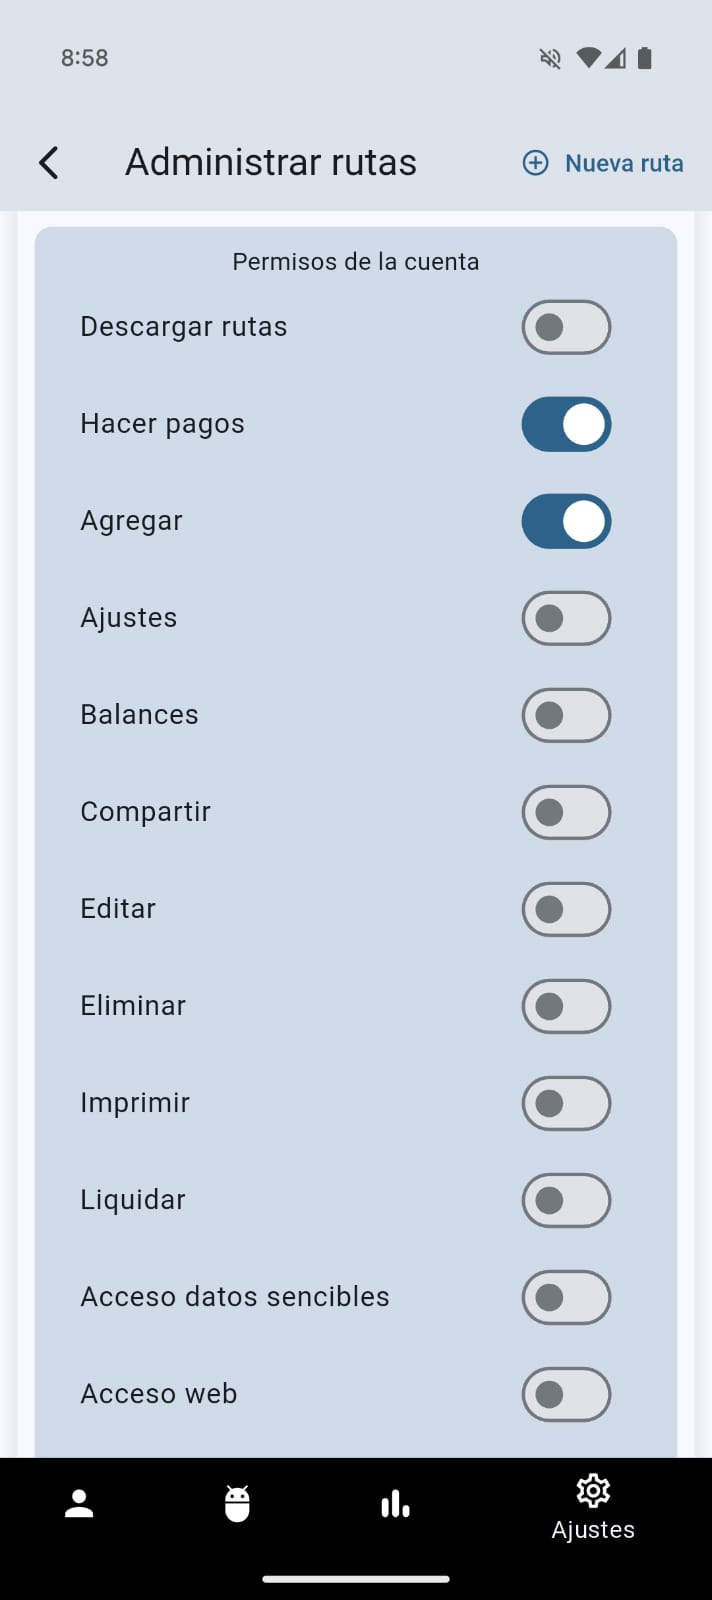 8:58
Administrar rutas
Nueva ruta
Permisos de la cuenta
Descargar rutas
Hacer pagos
Agregar
Ajustes
Balances
Compartir
Editar
Eliminar
Imprimir
Liquidar
Acceso datos sencibles
Acceso web
Ajustes